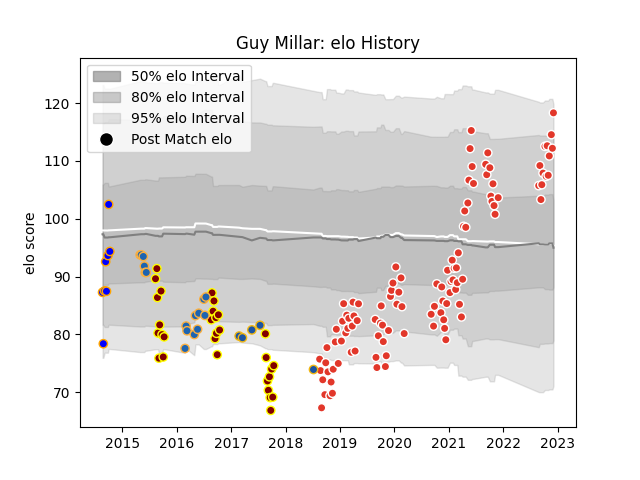 Guy Millar: elo History
50% elo Interval
80% elo Interval
95% elo Interval
Post Match elo
elo score
120
110
100
90
80
70
2015 2016 2017 2018 2019 2020 2021 2022 2023